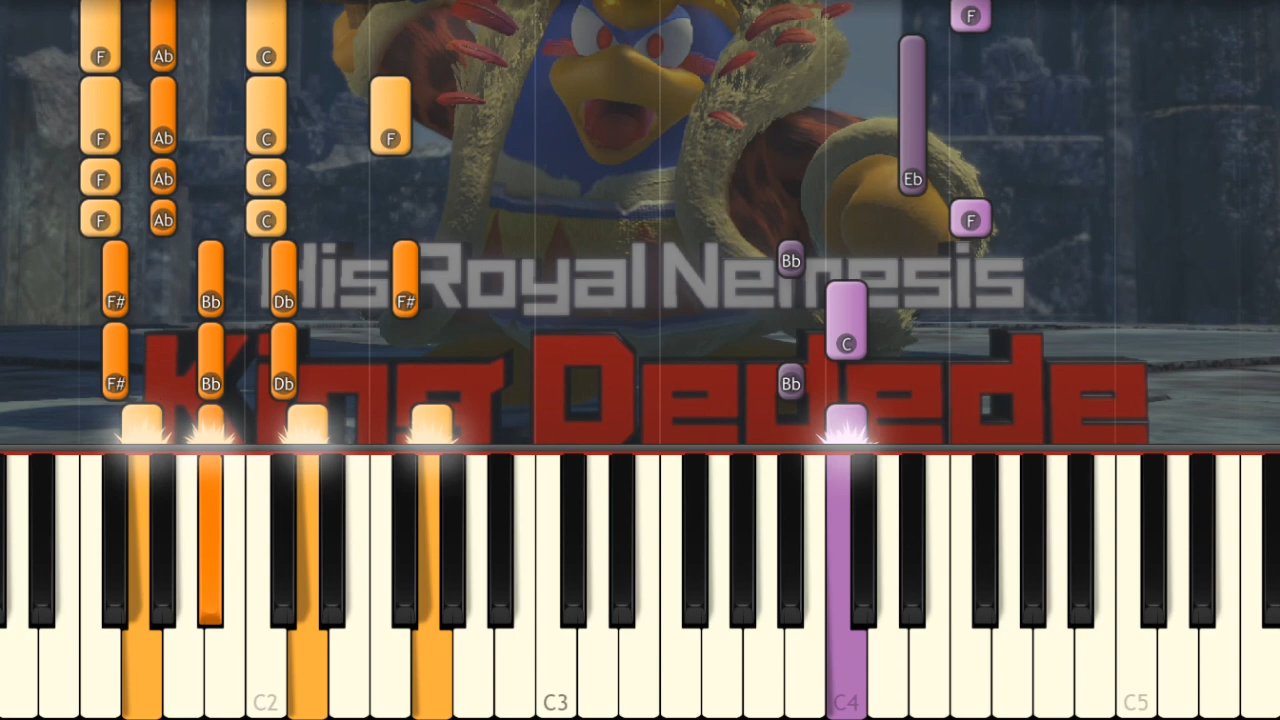 F
F Ab C
F Ab C F
Eb
F Ab C
F Ab C F
Bb
His Royal Nemesis
F# Bb Db F#
C
King Dedede
F# Bb Db Bb
C2 C3 C4 C5